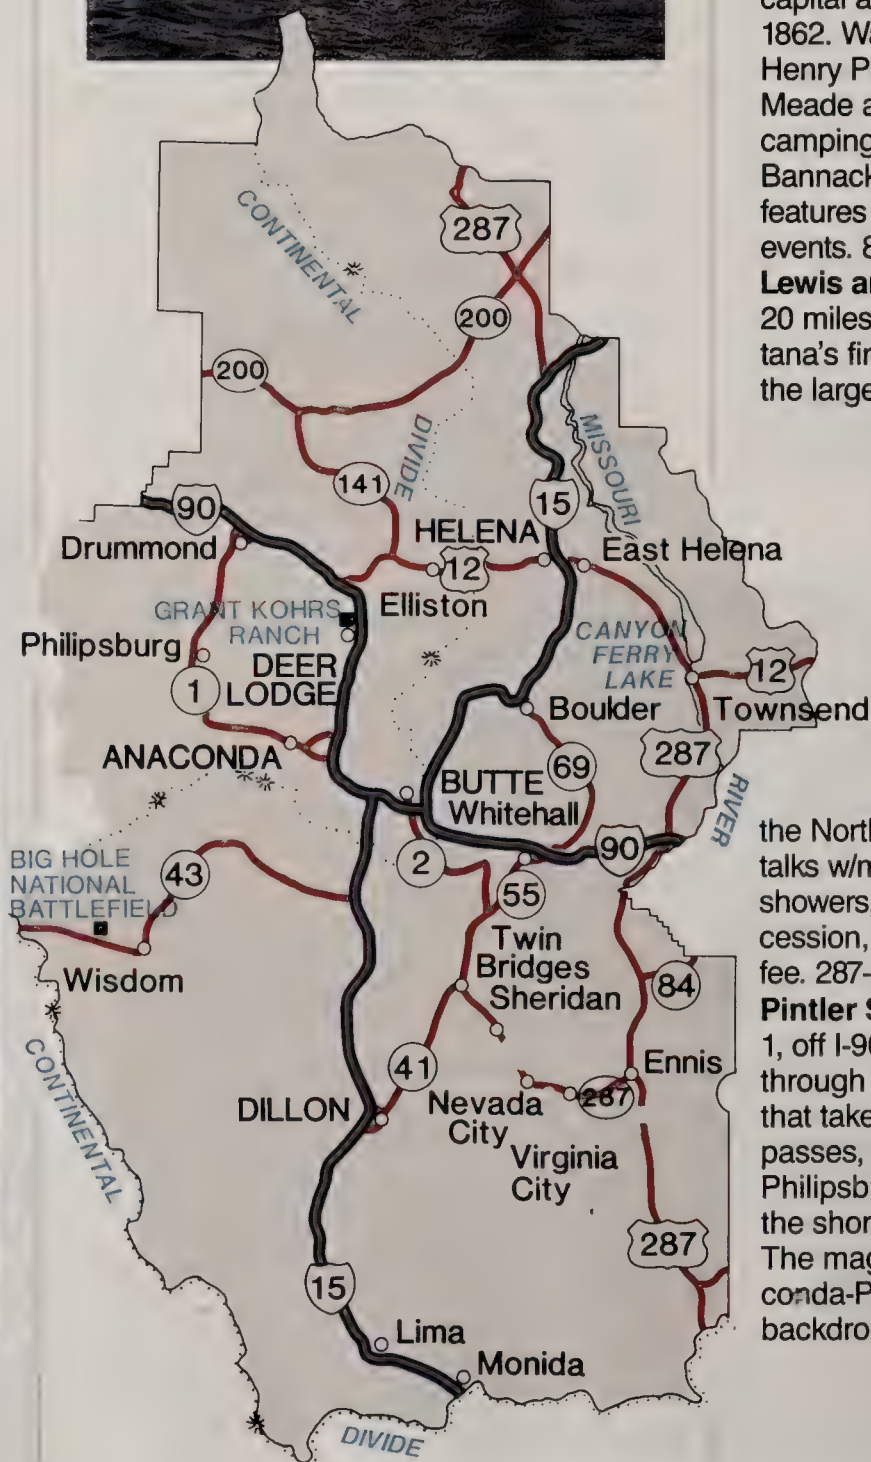 capital a
1862. Wa
Henry P
Meade a
camping
Bannack
features
events. 8
Lewis an
20 miles
tana's fir
the large
the North
talks w/m
showers,
cession,
fee. 287-
Pintler S
1, off I-90
through
that take
passes,
Philipsb
the shor
The mag
conda-P
backdro
CONTINENTAL
287
200
200
DIVIDE
141
MISSOURI
15
90
HELENA
East Helena
Drummond
12
GRANT KOHRS
RANCH
Elliston
Philipsburg
DEER
LODGE
CANYON
FERRY
LAKE
12
1
Boulder
Townsend
ANACONDA
69
287
BUTTE
Whitehall
RIVER
BIG HOLE
NATIONAL
BATTLEFIELD
43
2
90
55
Wisdom
Twin
Bridges
Sheridan
84
CONTINENTAL
41
Ennis
DILLON
Nevada
City
287
Virginia
City
287
15
Lima
Monida
DIVIDE